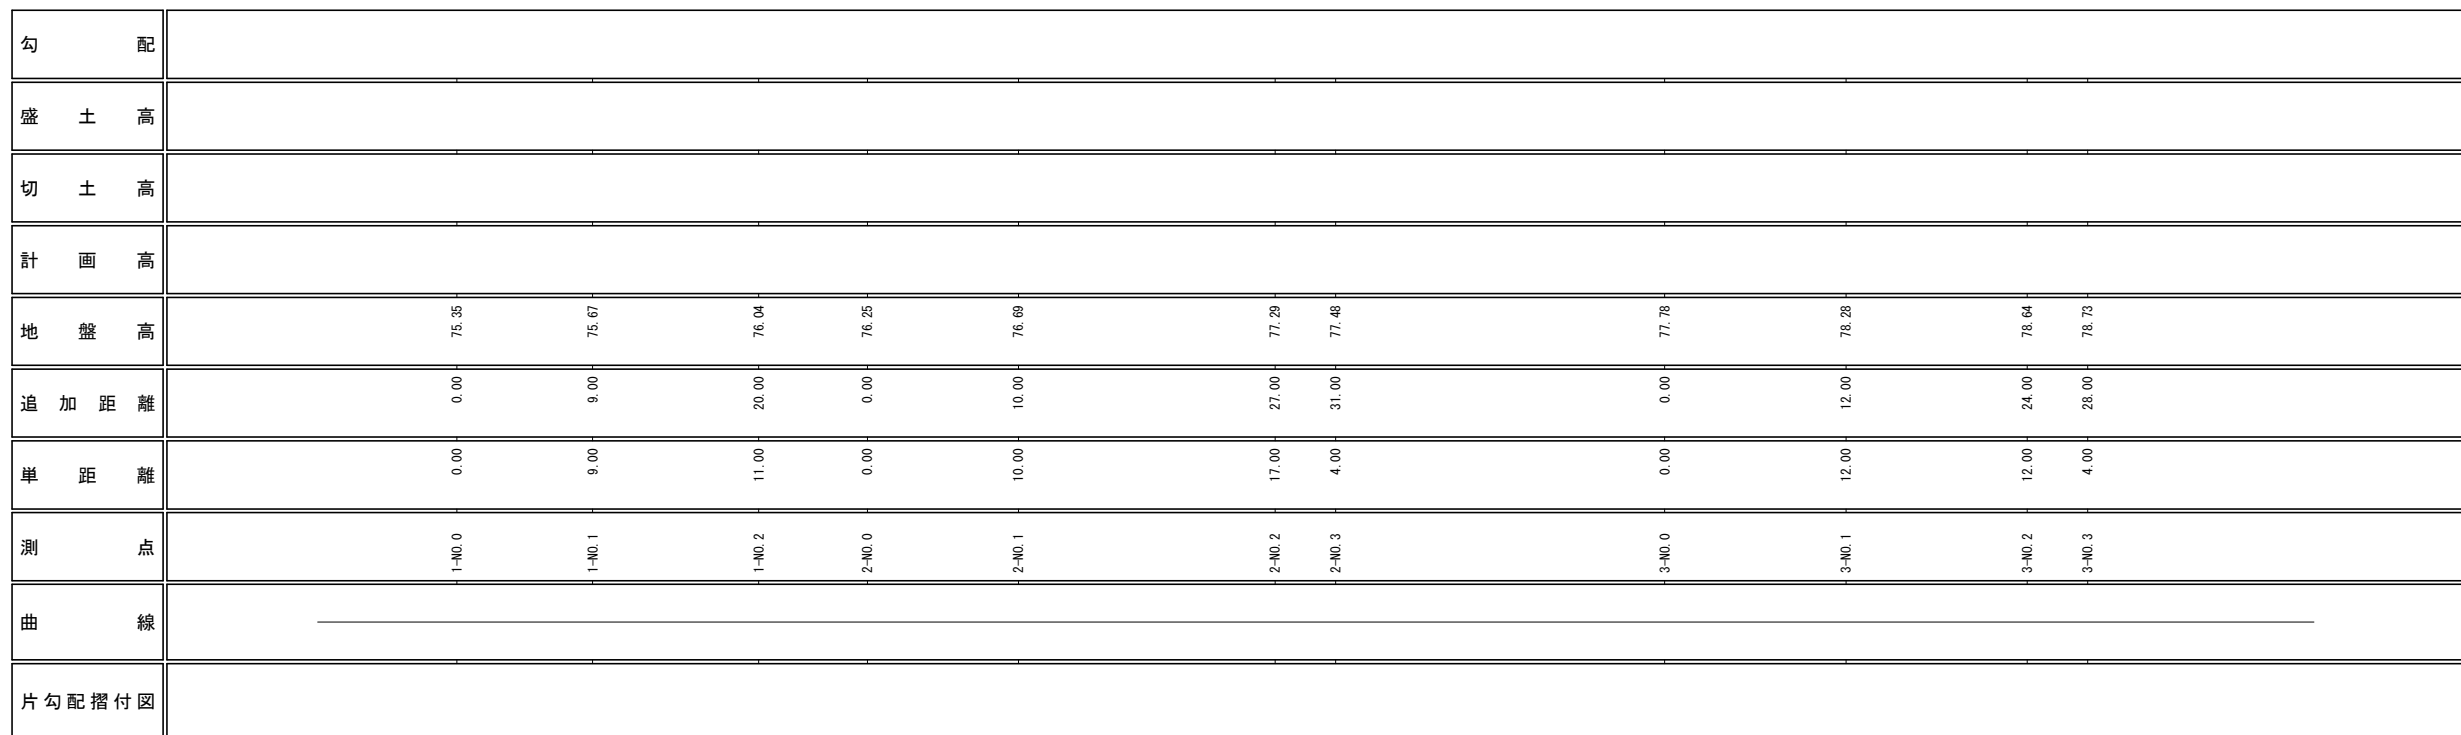 勾配
盛土高
切土高
計画高
地盤高 75.35 75.67 76.04 76.25 76.69 77.29 77.48 77.78 78.28 78.64 78.73
追加距離 0.00 9.00 20.00 0.00 10.00 27.00 31.00 0.00 12.00 24.00 28.00
単距離 0.00 9.00 11.00 0.00 10.00 17.00 4.00 0.00 12.00 12.00 4.00
測点 1-NO.0 1-NO.1 1-NO.2 2-NO.0 2-NO.1 2-NO.2 2-NO.3 3-NO.0 3-NO.1 3-NO.2 3-NO.3
曲線
片勾配摺付図